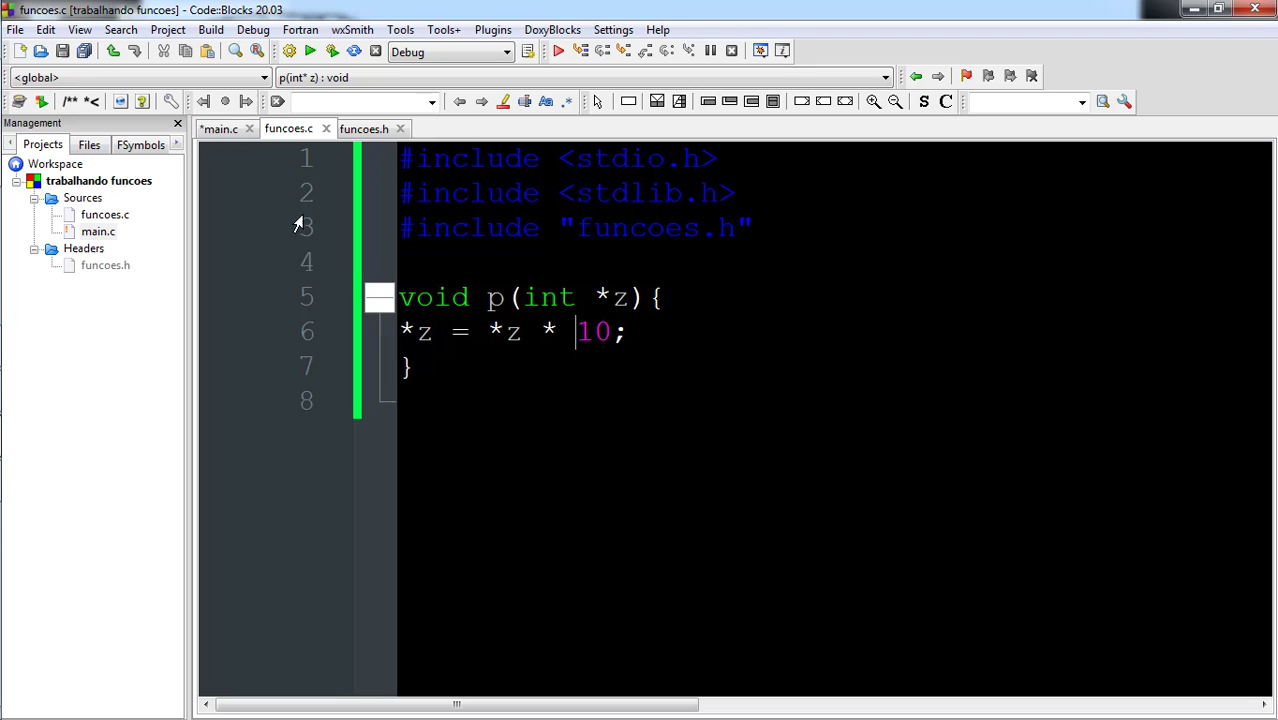 funcoes.c [trabalhando funcoes] - Code::Blocks 20.03
File Edit View Search Project Build Debug Fortran wxSmith Tools Tools+ Plugins DoxyBlocks Settings Help
Debug
<global> p(int* z) : void
/** *< S C
Management
*main.c funcoes.c funcoes.h
Projects Files FSymbols
Workspace
trabalhando funcoes
Sources
funcoes.c
main.c
Headers
funcoes.h
1 #include <stdio.h>
2 #include <stdlib.h>
3 #include "funcoes.h"
4
5 void p(int *z){
6 *z = *z * 10;
7 }
8